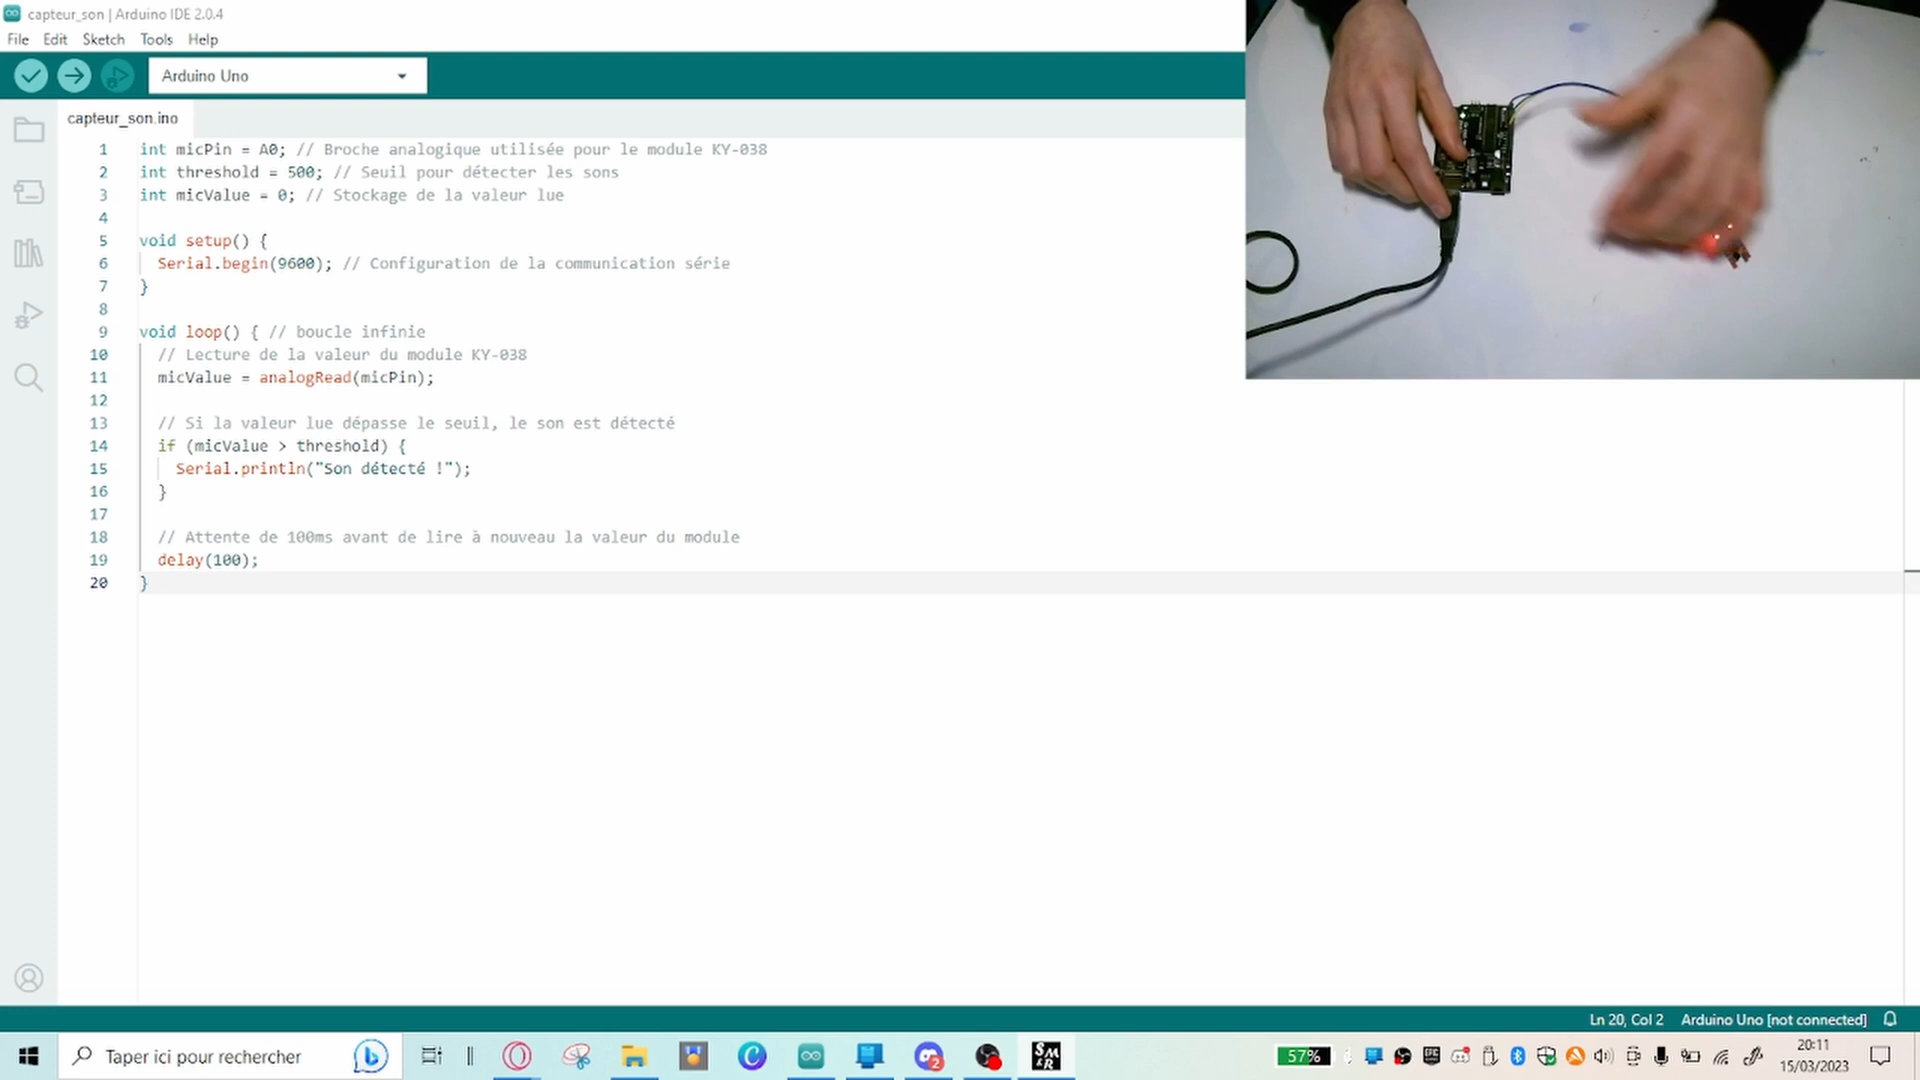 capteur_son | Arduino IDE 2.0.4
File Edit Sketch Tools Help
Arduino Uno
capteur_son.ino
1 int micPin = A0; // Broche analogique utilisée pour le module KY-038
2 int threshold = 500; // Seuil pour détecter les sons
3 int micValue = 0; // Stockage de la valeur lue
4
5 void setup() {
6 Serial.begin(9600); // Configuration de la communication série
7 }
8
9 void loop() { // boucle infinie
10 // Lecture de la valeur du module KY-038
11 micValue = analogRead(micPin);
12
13 // Si la valeur lue dépasse le seuil, le son est détecté
14 if (micValue > threshold) {
15 Serial.println("Son détecté !");
16 }
17
18 // Attente de 100ms avant de lire à nouveau la valeur du module
19 delay(100);
20 }
Ln 20, Col 2 Arduino Uno [not connected]
Taper ici pour rechercher
57%
20:11
15/03/2023